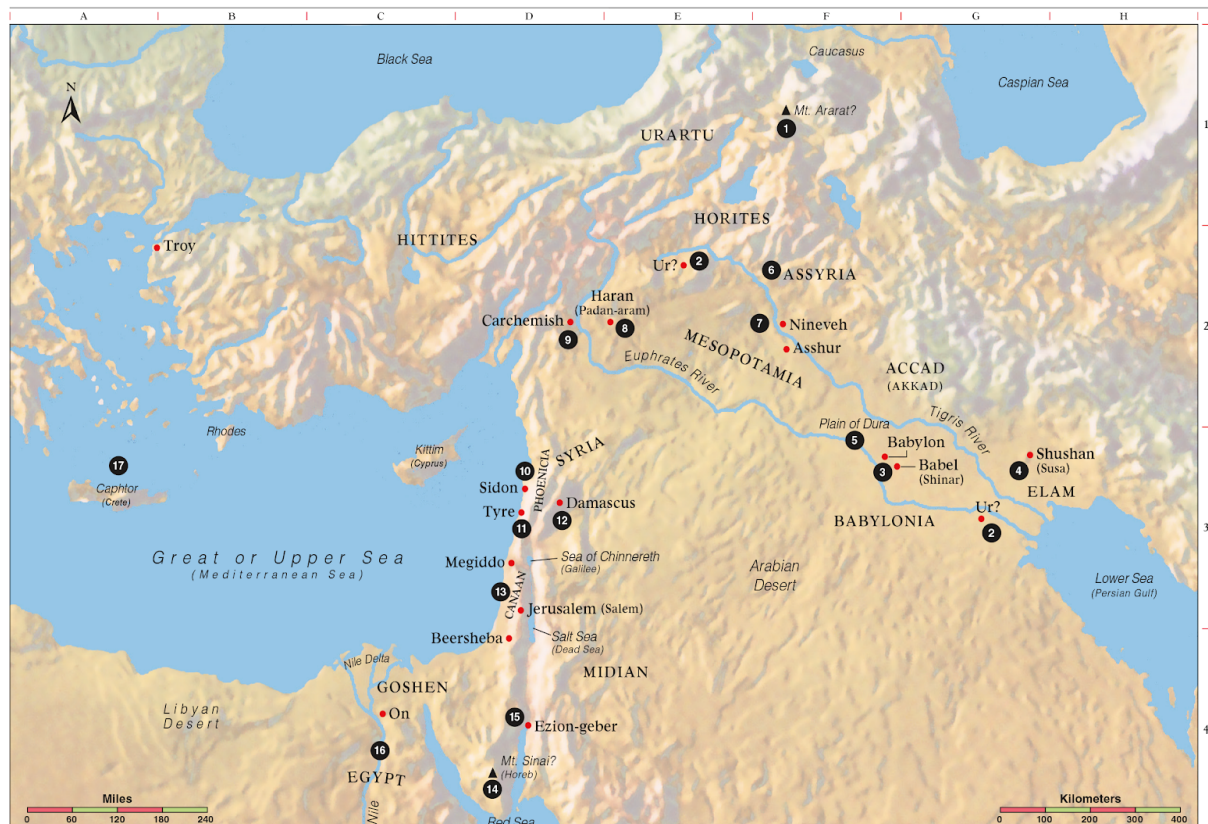 A B C D E F G H
N
1
2
3
4
Black Sea
Caucasus
Caspian Sea
Mt. Ararat?
1
URARTU
HORITES
HITTITES
Troy
Ur?
2
6
ASSYRIA
Haran
(Padan-aram)
Carchemish
8
9
7
Nineveh
Asshur
MESOPOTAMIA
Euphrates River
ACCAD
(AKKAD)
Tigris River
Plain of Dura
5
Babylon
3
Babel
(Shinar)
Shushan
(Susa)
4
ELAM
Ur?
2
BABYLONIA
Rhodes
Kittim
(Cyprus)
17
Caphtor
(Crete)
10
SYRIA
PHOENICIA
Sidon
Tyre
11
Damascus
12
Great or Upper Sea
(Mediterranean Sea)
Megiddo
Sea of Chinnereth
(Galilee)
13
CANAAN
Jerusalem (Salem)
Beersheba
Salt Sea
(Dead Sea)
Arabian
Desert
Lower Sea
(Persian Gulf)
MIDIAN
Nile Delta
GOSHEN
On
Libyan
Desert
16
EGYPT
Nile
15
Ezion-geber
Mt. Sinai?
(Horeb)
14
Red Sea
Miles
0 60 120 180 240
Kilometers
0 100 200 300 400